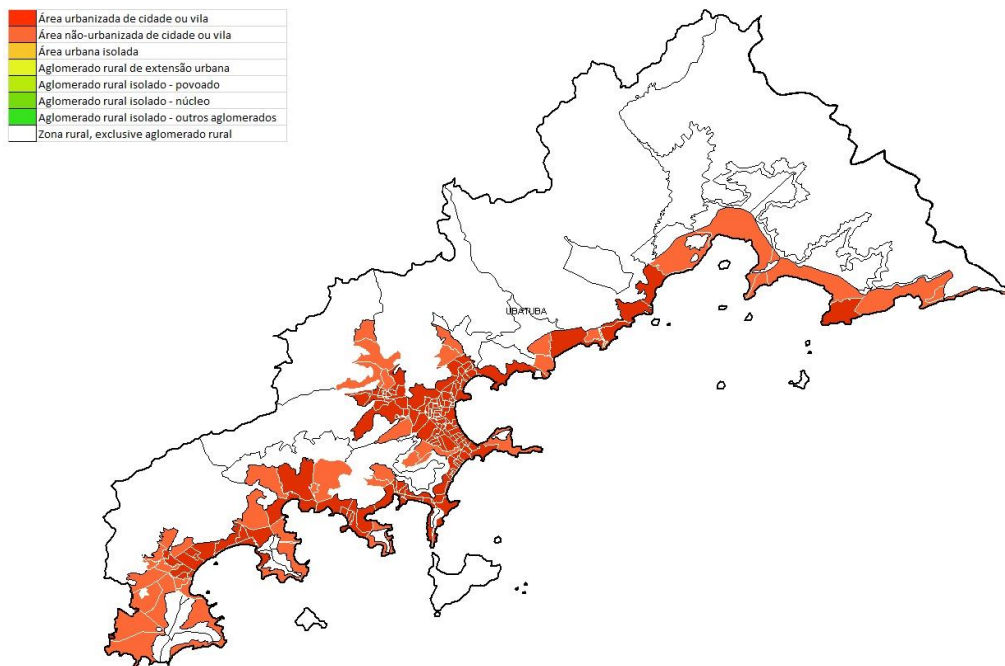 Área urbanizada de cidade ou vila
Área não-urbanizada de cidade ou vila
Área urbana isolada
Aglomerado rural de extensão urbana
Aglomerado rural isolado - povoado
Aglomerado rural isolado - núcleo
Aglomerado rural isolado - outros aglomerados
Zona rural, exclusive aglomerado rural
UBATUBA